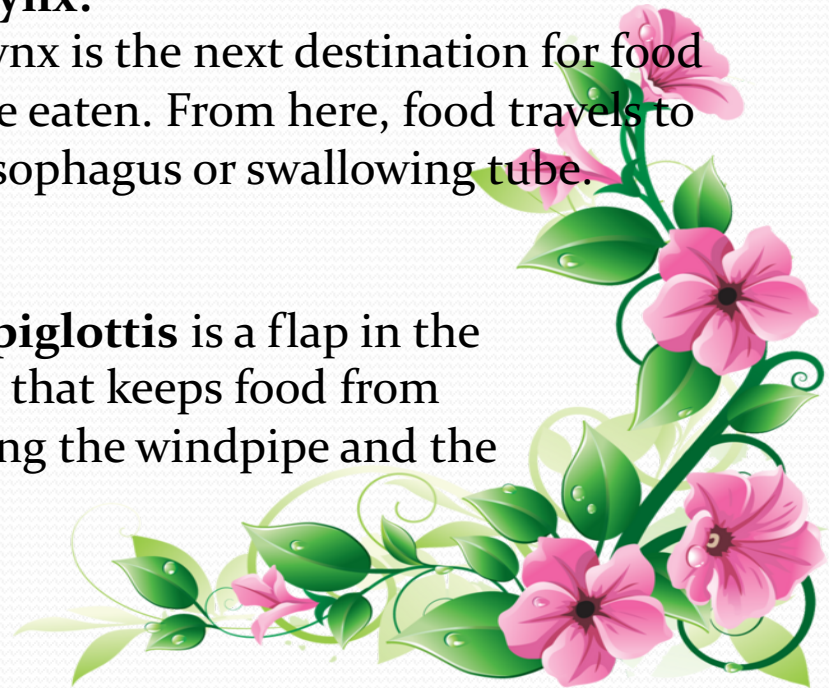 ynx:
ynx is the next destination for food
e eaten. From here, food travels to
sophagus or swallowing tube.
piglottis is a flap in the
that keeps food from
ng the windpipe and the